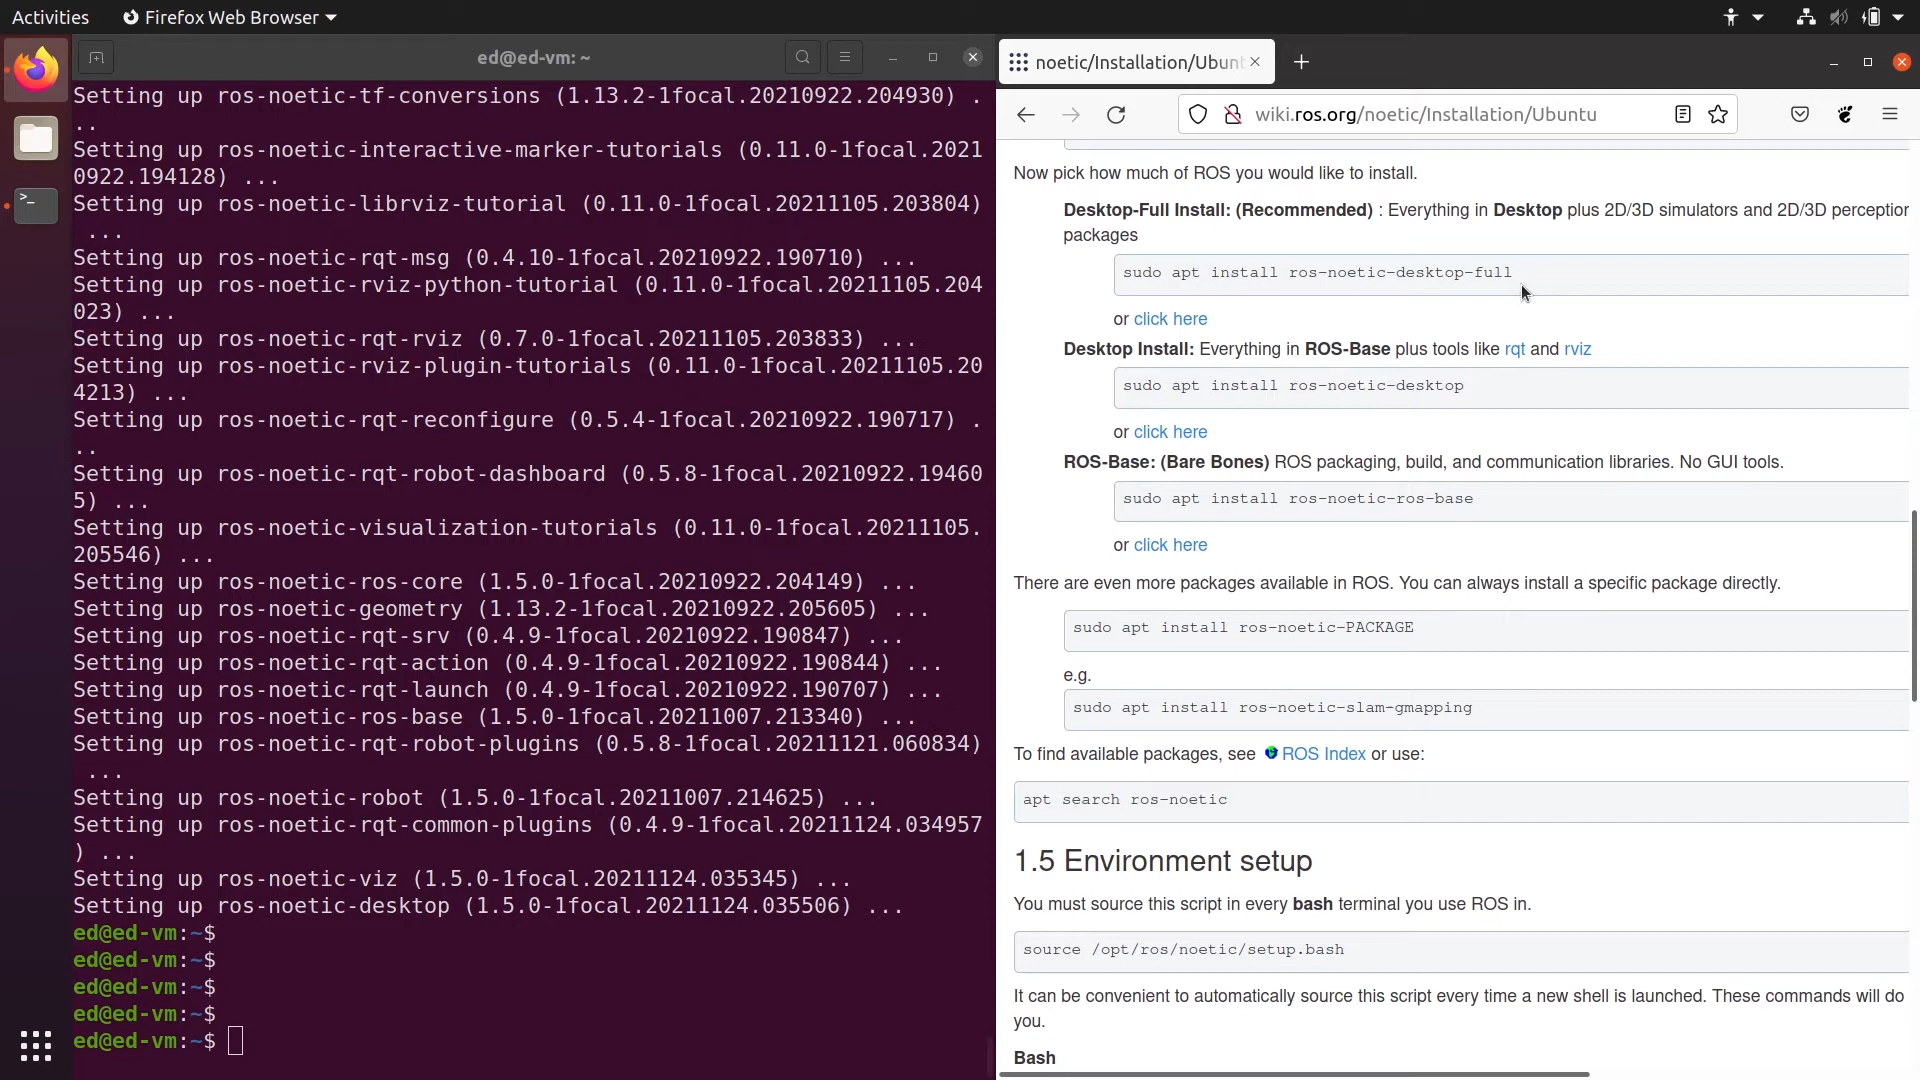 Activities
Firefox Web Browser
ed@ed-vm: ~
Setting up ros-noetic-tf-conversions (1.13.2-1focal.20210922.204930) .
..
Setting up ros-noetic-interactive-marker-tutorials (0.11.0-1focal.2021
0922.194128) ...
Setting up ros-noetic-librviz-tutorial (0.11.0-1focal.20211105.203804)
 ...
Setting up ros-noetic-rqt-msg (0.4.10-1focal.20210922.190710) ...
Setting up ros-noetic-rviz-python-tutorial (0.11.0-1focal.20211105.204
023) ...
Setting up ros-noetic-rqt-rviz (0.7.0-1focal.20211105.203833) ...
Setting up ros-noetic-rviz-plugin-tutorials (0.11.0-1focal.20211105.20
4213) ...
Setting up ros-noetic-rqt-reconfigure (0.5.4-1focal.20210922.190717) .
..
Setting up ros-noetic-rqt-robot-dashboard (0.5.8-1focal.20210922.19460
5) ...
Setting up ros-noetic-visualization-tutorials (0.11.0-1focal.20211105.
205546) ...
Setting up ros-noetic-ros-core (1.5.0-1focal.20210922.204149) ...
Setting up ros-noetic-geometry (1.13.2-1focal.20210922.205605) ...
Setting up ros-noetic-rqt-srv (0.4.9-1focal.20210922.190847) ...
Setting up ros-noetic-rqt-action (0.4.9-1focal.20210922.190844) ...
Setting up ros-noetic-rqt-launch (0.4.9-1focal.20210922.190707) ...
Setting up ros-noetic-ros-base (1.5.0-1focal.20211007.213340) ...
Setting up ros-noetic-rqt-robot-plugins (0.5.8-1focal.20211121.060834)
 ...
Setting up ros-noetic-robot (1.5.0-1focal.20211007.214625) ...
Setting up ros-noetic-rqt-common-plugins (0.4.9-1focal.20211124.034957
) ...
Setting up ros-noetic-viz (1.5.0-1focal.20211124.035345) ...
Setting up ros-noetic-desktop (1.5.0-1focal.20211124.035506) ...
ed@ed-vm:~$
ed@ed-vm:~$
ed@ed-vm:~$
ed@ed-vm:~$
ed@ed-vm:~$
noetic/Installation/Ubunt
wiki.ros.org/noetic/Installation/Ubuntu
Now pick how much of ROS you would like to install.
Desktop-Full Install: (Recommended) : Everything in Desktop plus 2D/3D simulators and 2D/3D perception
packages
sudo apt install ros-noetic-desktop-full
or click here
Desktop Install: Everything in ROS-Base plus tools like rqt and rviz
sudo apt install ros-noetic-desktop
or click here
ROS-Base: (Bare Bones) ROS packaging, build, and communication libraries. No GUI tools.
sudo apt install ros-noetic-ros-base
or click here
There are even more packages available in ROS. You can always install a specific package directly.
sudo apt install ros-noetic-PACKAGE
e.g.
sudo apt install ros-noetic-slam-gmapping
To find available packages, see ROS Index or use:
apt search ros-noetic
1.5 Environment setup
You must source this script in every bash terminal you use ROS in.
source /opt/ros/noetic/setup.bash
It can be convenient to automatically source this script every time a new shell is launched. These commands will do
you.
Bash